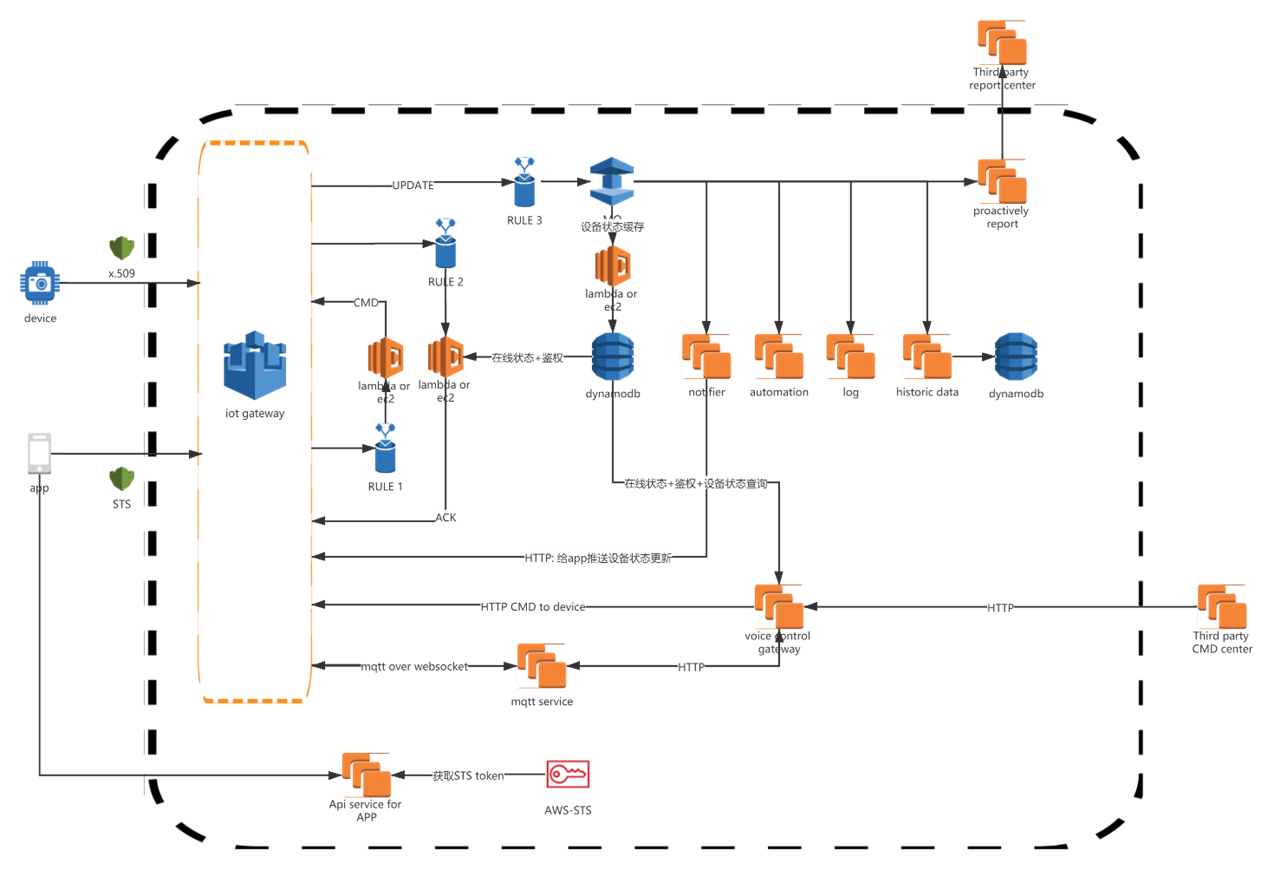 Third party
report center
UPDATE
RULE 3
MQ
设备状态缓存
proactively
report
x.509
device
RULE 2
lambda or
ec2
CMD
iot gateway
lambda or
ec2
lambda or
ec2
在线状态+鉴权
dynamodb
notifier
automation
log
historic data
dynamodb
app
STS
RULE 1
在线状态+鉴权+设备状态查询
ACK
HTTP: 给app推送设备状态更新
HTTP CMD to device
voice control
gateway
HTTP
Third party
CMD center
mqtt over websocket
mqtt service
HTTP
Api service for
APP
获取STS token
AWS-STS